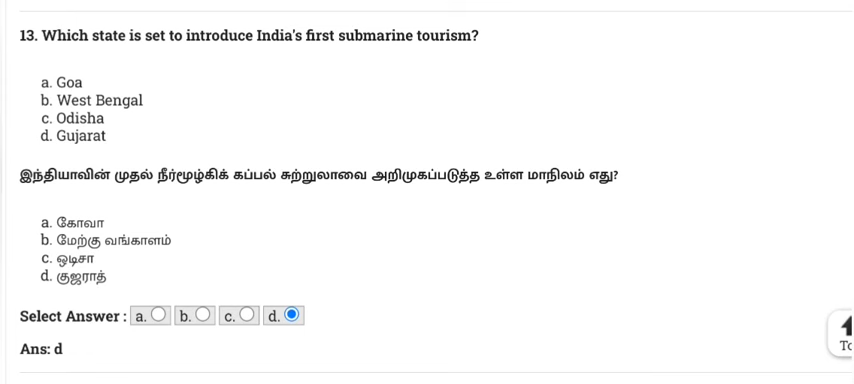 13. Which state is set to introduce India's first submarine tourism?
a. Goa
b. West Bengal
c. Odisha
d. Gujarat
இந்தியாவின் முதல் நீர்மூழ்கிக் கப்பல் சுற்றுலாவை அறிமுகப்படுத்த உள்ள மாநிலம் எது?
a. கோவா
b. மேற்கு வங்காளம்
c. ஒடிசா
d. குஜராத்
Select Answer : a. b. c. d.
Ans: d